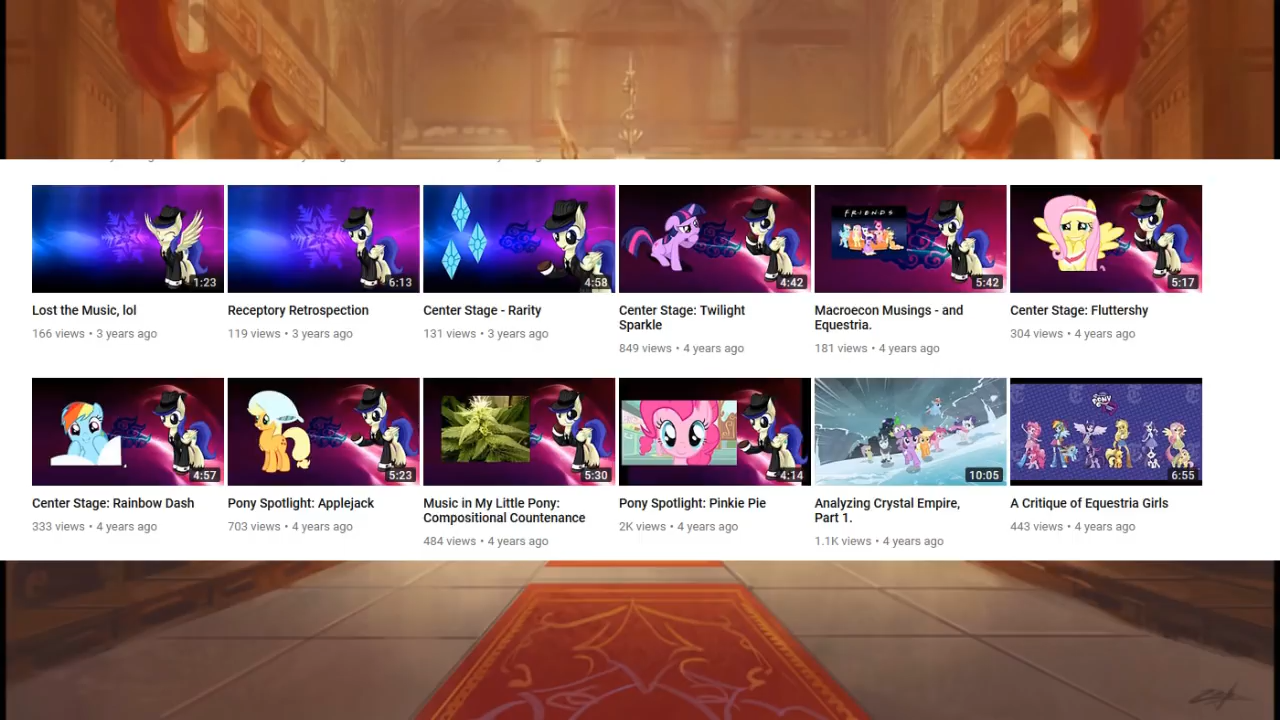 1:23 6:13 4:58 4:42 5:42 5:17
FRIENDS
Lost the Music, lol
166 views • 3 years ago
Receptory Retrospection
119 views • 3 years ago
Center Stage - Rarity
131 views • 3 years ago
Center Stage: Twilight
Sparkle
849 views • 4 years ago
Macroecon Musings - and
Equestria.
181 views • 4 years ago
Center Stage: Fluttershy
304 views • 4 years ago
4:57 5:23 5:30 4:14 10:05 6:55
PONY
Center Stage: Rainbow Dash
333 views • 4 years ago
Pony Spotlight: Applejack
703 views • 4 years ago
Music in My Little Pony:
Compositional Countenance
484 views • 4 years ago
Pony Spotlight: Pinkie Pie
2K views • 4 years ago
Analyzing Crystal Empire,
Part 1.
1.1K views • 4 years ago
A Critique of Equestria Girls
443 views • 4 years ago